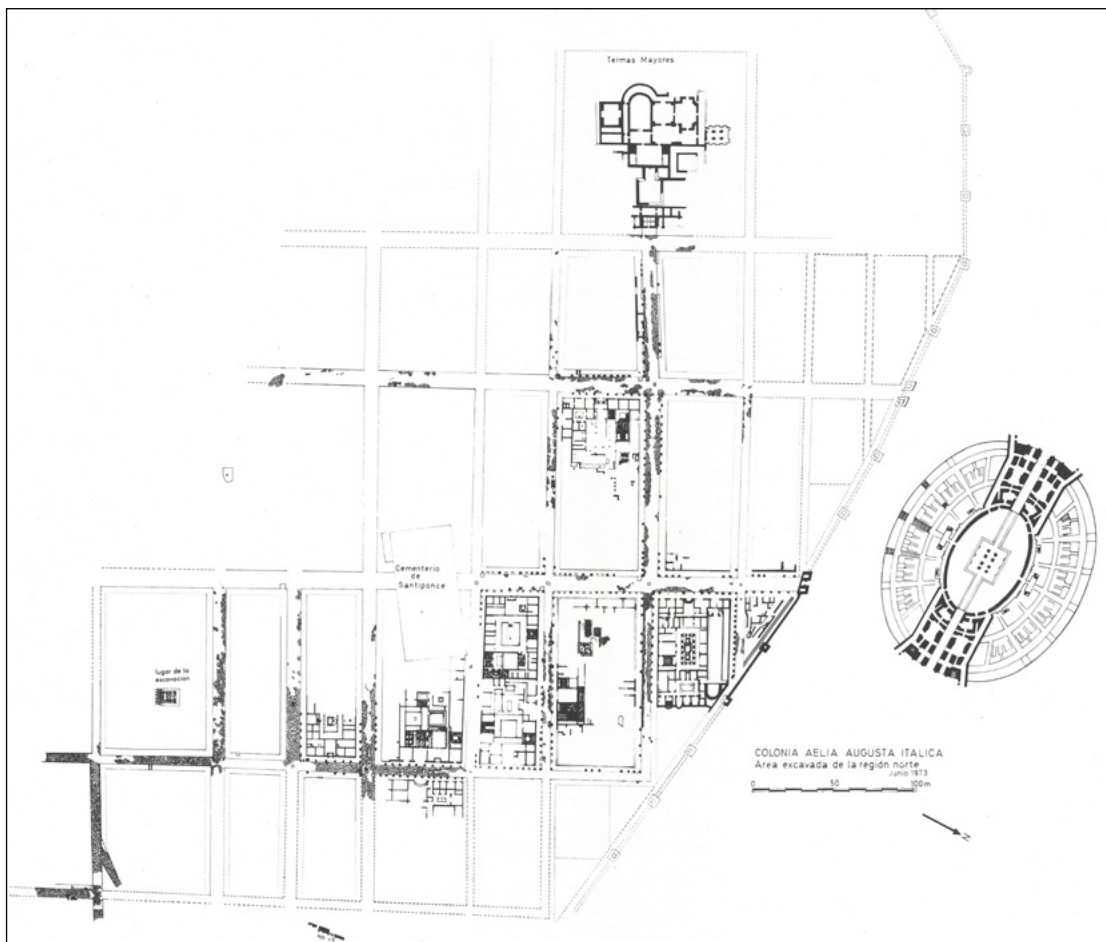 Termas Mayores
Cementerio
de
Santiponce
lugar de la
excavacion
COLONIA AELIA AUGUSTA ITALICA
Area excavada de la región norte
Junio 1973
0 50 100m
N